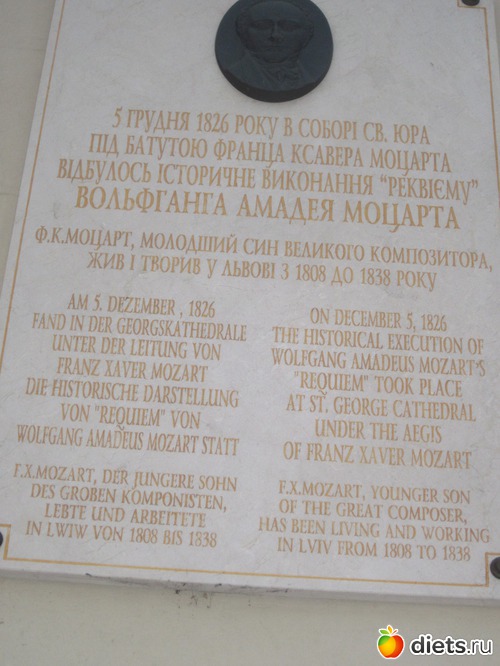 5 ГРУДНЯ 1826 РОКУ В СОБОРІ СВ. ЮРА
ПІД БАТУТОЮ ФРАНЦА КСАВЕРА МОЦАРТА
ВІДБУЛОСЬ ІСТОРИЧНЕ ВИКОНАННЯ "РЕКВІЄМУ"
ВОЛЬФГАНГА АМАДЕЯ МОЦАРТА
Ф.К.МОЦАРТ, МОЛОДШИЙ СИН ВЕЛИКОГО КОМПОЗИТОРА,
ЖИВ І ТВОРИВ У ЛЬВОВІ З 1808 ДО 1838 РОКУ
AM 5. DEZEMBER , 1826
FAND IN DER GEORGSKATHEDRALE
UNTER DER LEITUNG VON
FRANZ XAVER MOZART
DIE HISTORISCHE DARSTELLUNG
VON "REQUIEM" VON
WOLFGANG AMADEUS MOZART STATT
F.X.MOZART, DER JUNGERE SOHN
DES GROBEN KOMPONISTEN,
LEBTE UND ARBEITETE
IN LWIW VON 1808 BIS 1838
ON DECEMBER 5, 1826
THE HISTORICAL EXECUTION OF
WOLFGANG AMADEUS MOZART'S
"REQUIEM" TOOK PLACE
AT ST. GEORGE CATHEDRAL
UNDER THE AEGIS
OF FRANZ XAVER MOZART
F.X.MOZART, YOUNGER SON
OF THE GREAT COMPOSER,
HAS BEEN LIVING AND WORKING
IN LVIV FROM 1808 TO 1838
diets.ru